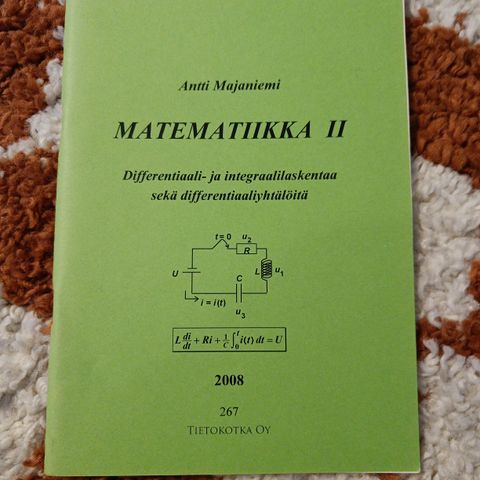 Antti Majaniemi
MATEMATIIKKA II
Differentiaali- ja integraalilaskentaa
sekä differentiaaliyhtälöitä
t=0
u₂
R
U
L
u₁
C
i = i(t)
u₃
L di/dt + Ri + 1/C ∫₀ᵗ i(t) dt = U
2008
267
TIETOKOTKA OY